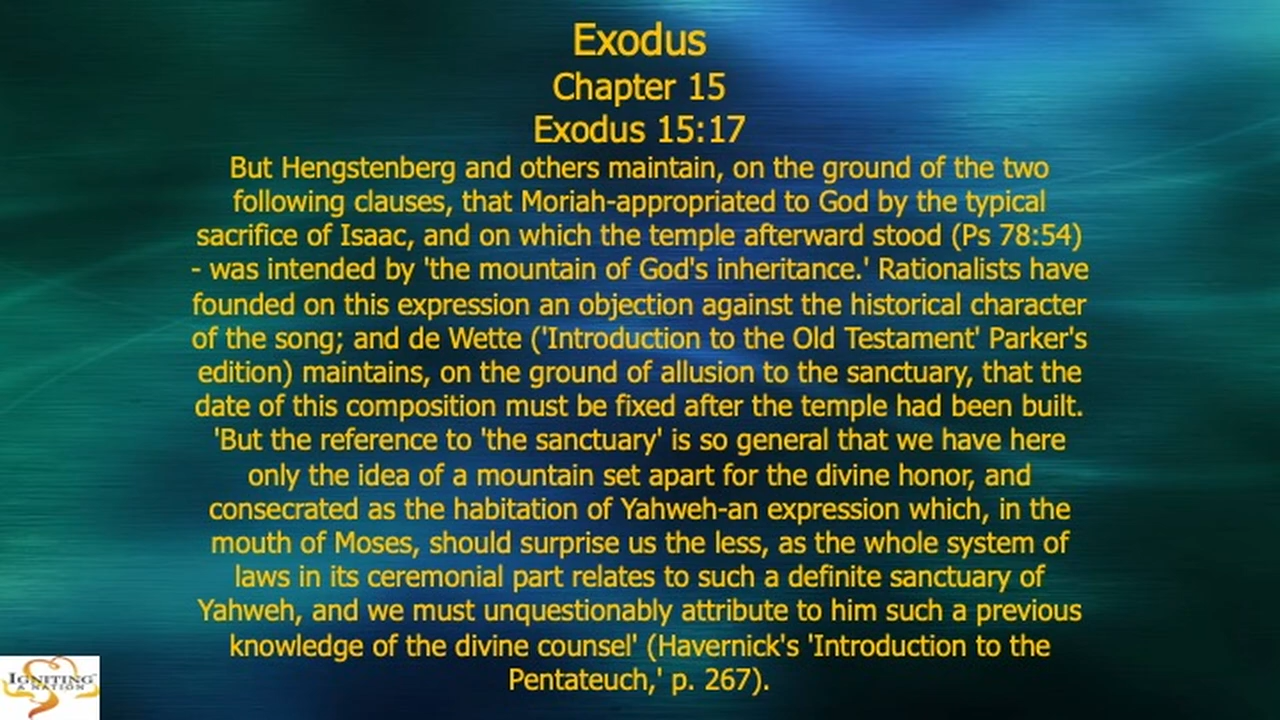 Exodus
Chapter 15
Exodus 15:17
But Hengstenberg and others maintain, on the ground of the two
following clauses, that Moriah-appropriated to God by the typical
sacrifice of Isaac, and on which the temple afterward stood (Ps 78:54)
- was intended by 'the mountain of God's inheritance.' Rationalists have
founded on this expression an objection against the historical character
of the song; and de Wette ('Introduction to the Old Testament' Parker's
edition) maintains, on the ground of allusion to the sanctuary, that the
date of this composition must be fixed after the temple had been built.
'But the reference to 'the sanctuary' is so general that we have here
only the idea of a mountain set apart for the divine honor, and
consecrated as the habitation of Yahweh-an expression which, in the
mouth of Moses, should surprise us the less, as the whole system of
laws in its ceremonial part relates to such a definite sanctuary of
Yahweh, and we must unquestionably attribute to him such a previous
knowledge of the divine counsel' (Havernick's 'Introduction to the
Pentateuch,' p. 267).
IGNITING
A NATION